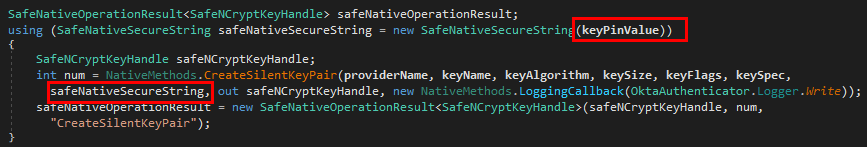 SafeNativeOperationResult<SafeNCryptKeyHandle> safeNativeOperationResult;
using (SafeNativeSecureString safeNativeSecureString = new SafeNativeSecureString(keyPinValue))
{
SafeNCryptKeyHandle safeNCryptKeyHandle;
int num = NativeMethods.CreateSilentKeyPair(providerName, keyName, keyAlgorithm, keySize, keyFlags, keySpec,
safeNativeSecureString, out safeNCryptKeyHandle, new NativeMethods.LoggingCallback(OktaAuthenticator.Logger.Write));
safeNativeOperationResult = new SafeNativeOperationResult<SafeNCryptKeyHandle>(safeNCryptKeyHandle, num,
"CreateSilentKeyPair");
}